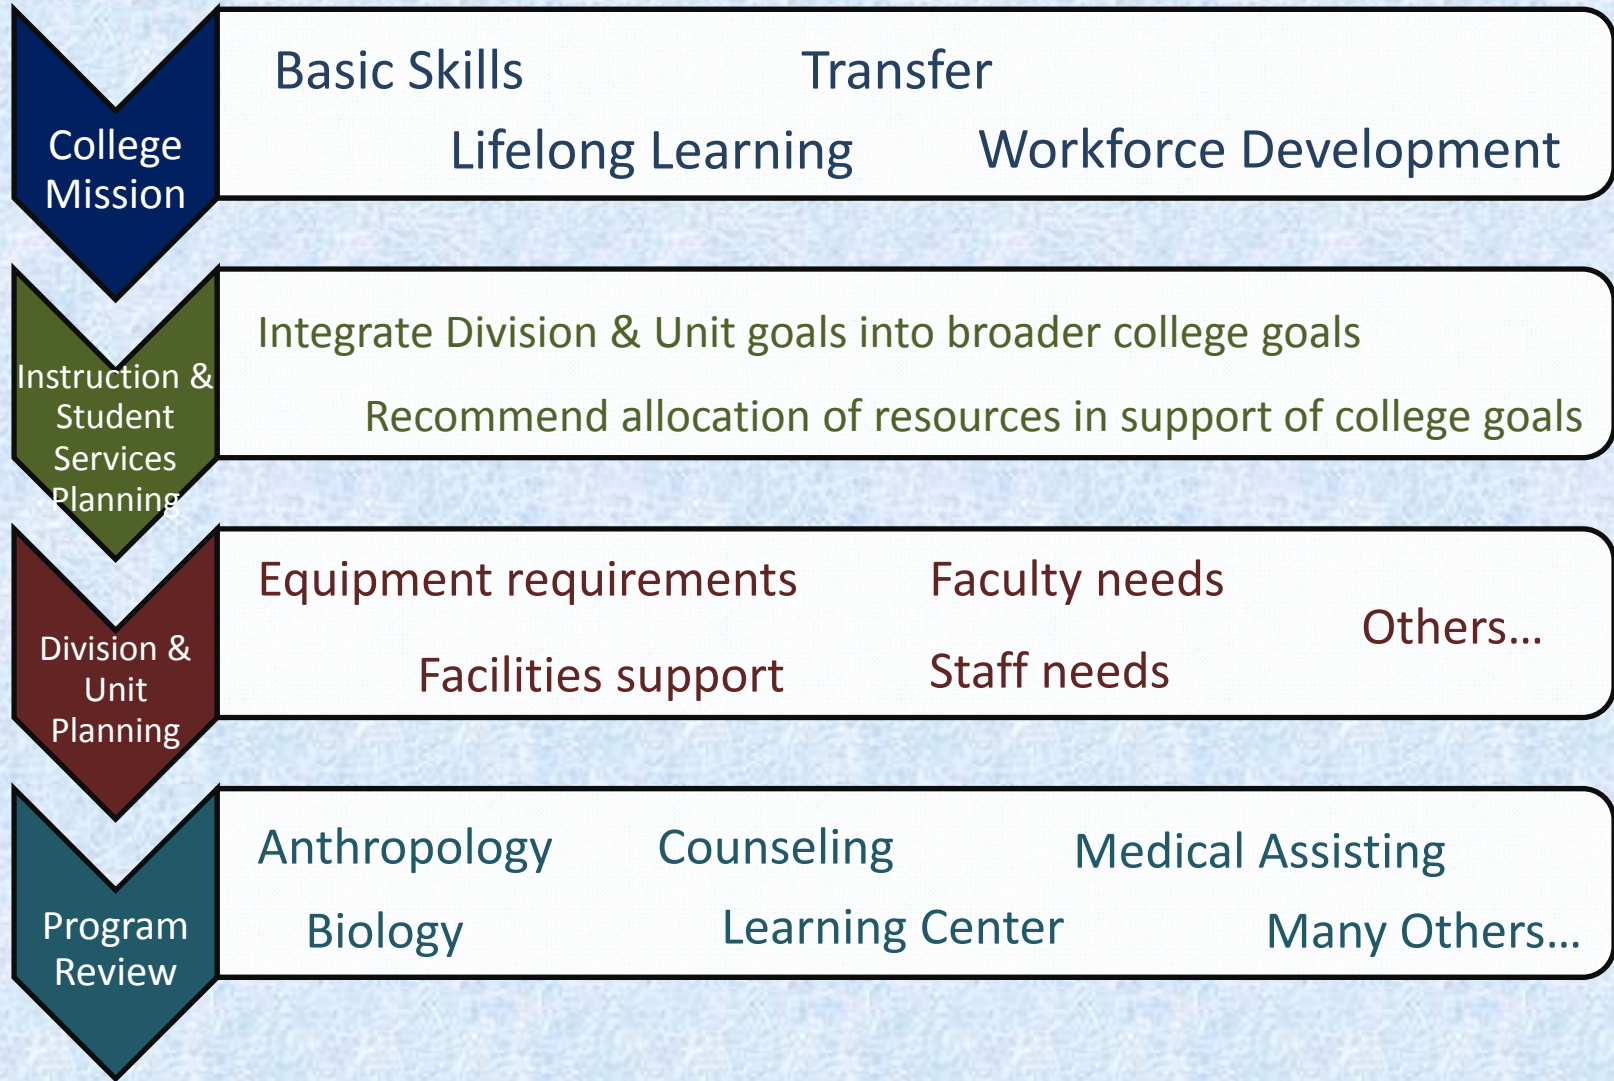 College
Mission
Basic Skills
Transfer
Lifelong Learning
Workforce Development
Instruction &
Student
Services
Planning
Integrate Division & Unit goals into broader college goals
Recommend allocation of resources in support of college goals
Division &
Unit
Planning
Equipment requirements
Faculty needs
Others…
Facilities support
Staff needs
Program
Review
Anthropology
Counseling
Medical Assisting
Biology
Learning Center
Many Others…